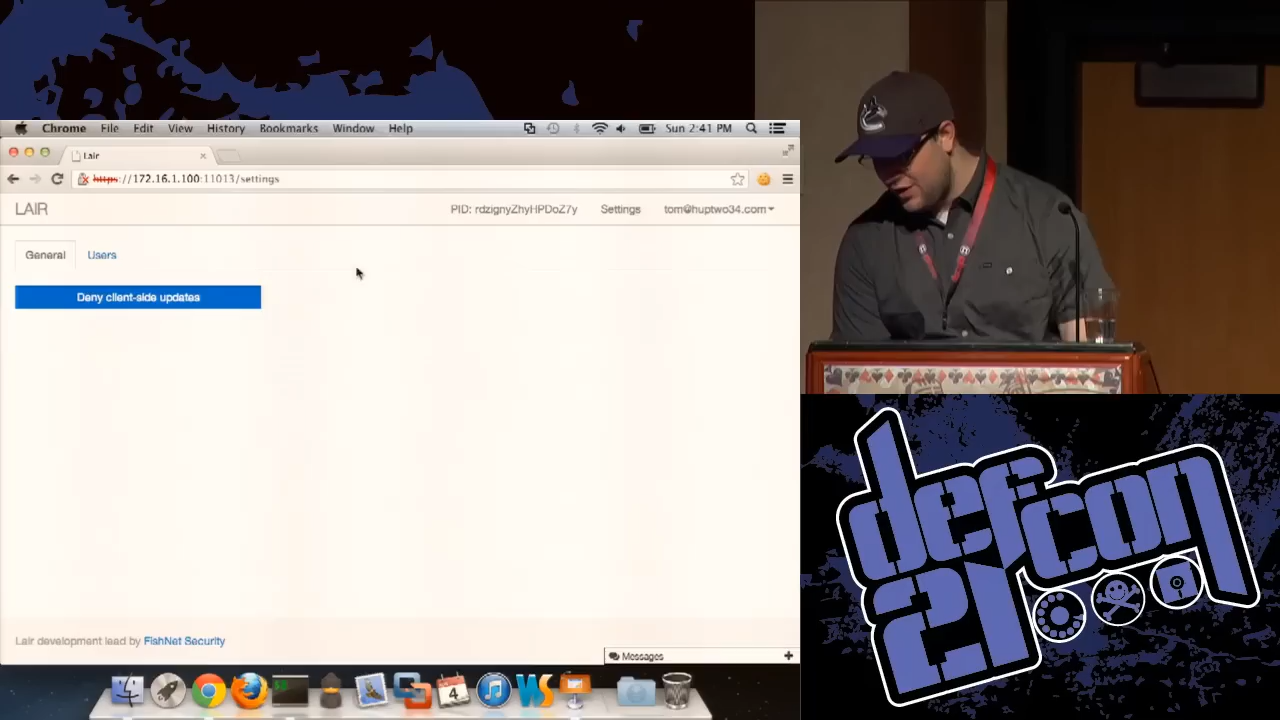 Chrome File Edit View History Bookmarks Window Help Sun 2:41 PM
Lair
https://172.16.1.100:11013/settings
LAIR PID: rdzignyZhyHPDoZ7y Settings tom@huptwo34.com
General Users
Deny client-side updates
Lair development lead by FishNet Security
Messages
4
WS
defcon
21